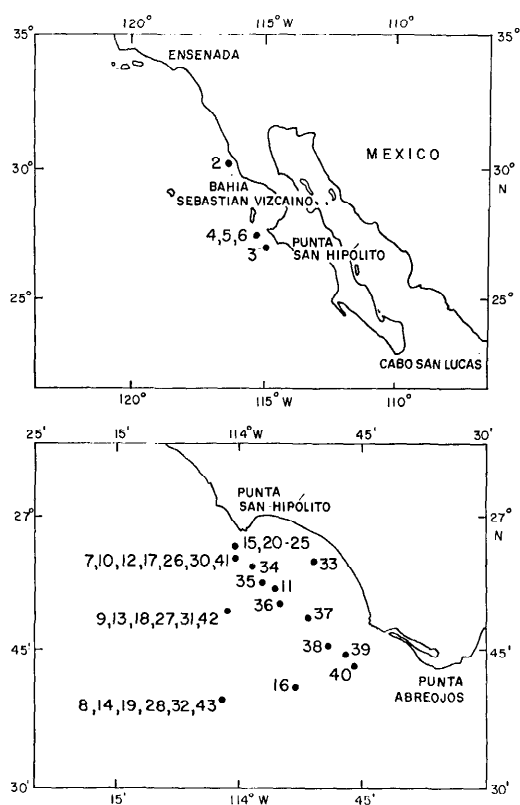 35° 120° 115° 110° 35°
ENSENADA
MEXICO
30° 2 30°
N
BAHIA
SEBASTIAN VIZCAINO
4,5,6 PUNTA
3 SAN HIPÓLITO
25° 25°
CABO SAN LUCAS
120° 115° W 110°
25' 15' 114° W 45' 30'
PUNTA
SAN HIPÓLITO
27° 27°
N
15,20-25
7,10,12,17,26,30,41 34 33
35 11
36
9,13,18,27,31,42 37
45' 38 39 45'
40
16 PUNTA
ABREOJOS
8,14,19,28,32,43
30' 15' 114° W 45' 30'